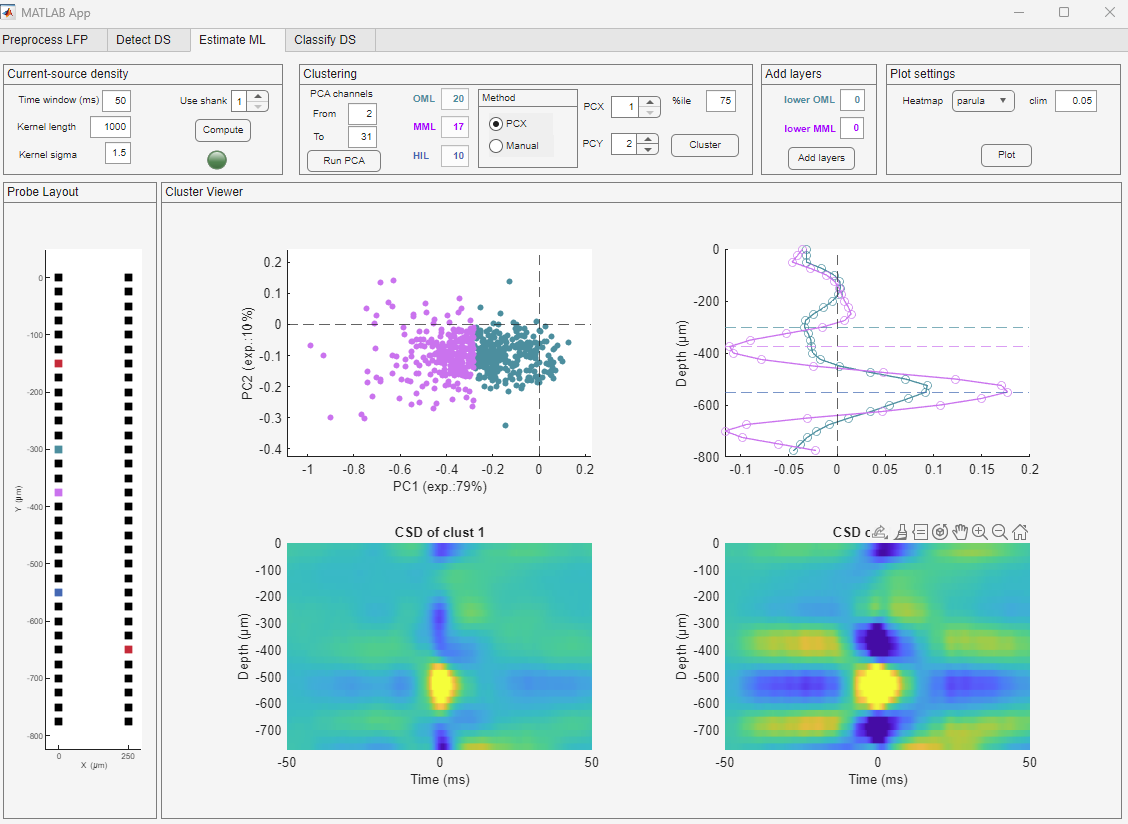 MATLAB App
Preprocess LFP Detect DS Estimate ML Classify DS
Current-source density
Time window (ms) 50 Use shank 1
Kernel length 1000 Compute
Kernel sigma 1.5
Clustering
PCA channels
From 2
To 31
Run PCA
OML 20
MML 17
HIL 10
Method
PCX
Manual
PCX 1 %ile 75
PCY 2 Cluster
Add layers
lower OML 0
lower MML 0
Add layers
Plot settings
Heatmap parula clim 0.05
Plot
Probe Layout
0
-100
-200
-300
-400
-500
-600
-700
-800
Y (µm)
0 250
X (µm)
Cluster Viewer
0.2
0.1
0
-0.1
-0.2
-0.3
-0.4
PC2 (exp.:10%)
-1 -0.8 -0.6 -0.4 -0.2 0 0.2
PC1 (exp.:79%)
0
-200
-400
-600
-800
Depth (µm)
-0.1 -0.05 0 0.05 0.1 0.15 0.2
CSD of clust 1
0
-100
-200
-300
-400
-500
-600
-700
Depth (µm)
-50 0 50
Time (ms)
CSD
0
-100
-200
-300
-400
-500
-600
-700
Depth (µm)
-50 0 50
Time (ms)